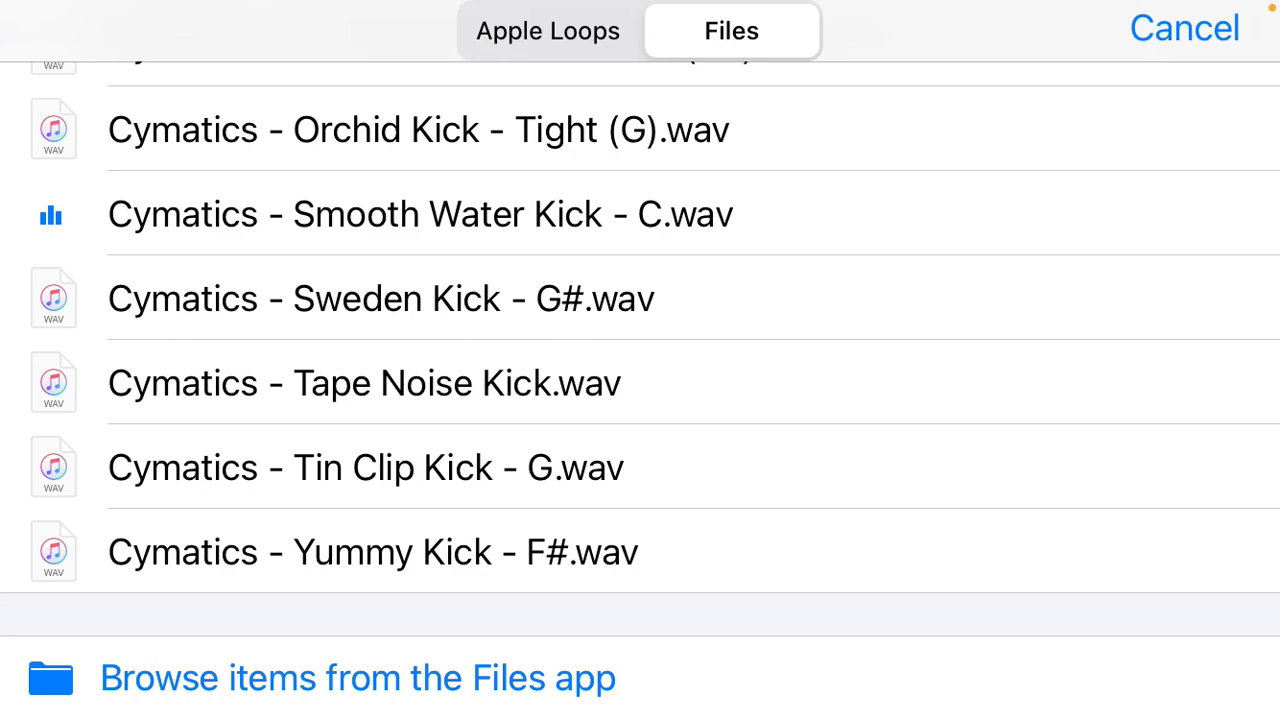 Apple Loops
Files
Cancel
WAV
WAV
Cymatics - Orchid Kick - Tight (G).wav
Cymatics - Smooth Water Kick - C.wav
WAV
Cymatics - Sweden Kick - G#.wav
WAV
Cymatics - Tape Noise Kick.wav
WAV
Cymatics - Tin Clip Kick - G.wav
WAV
Cymatics - Yummy Kick - F#.wav
Browse items from the Files app